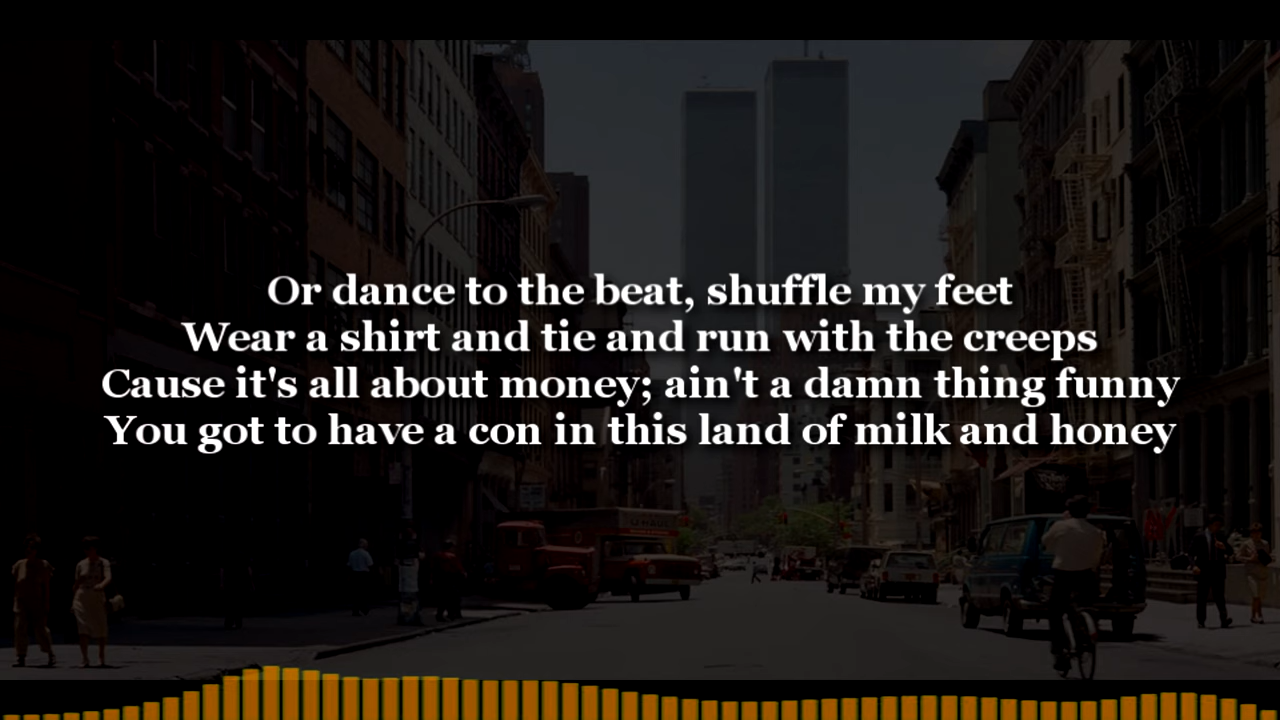 Or dance to the beat, shuffle my feet
Wear a shirt and tie and run with the creeps
Cause it's all about money; ain't a damn thing funny
You got to have a con in this land of milk and honey